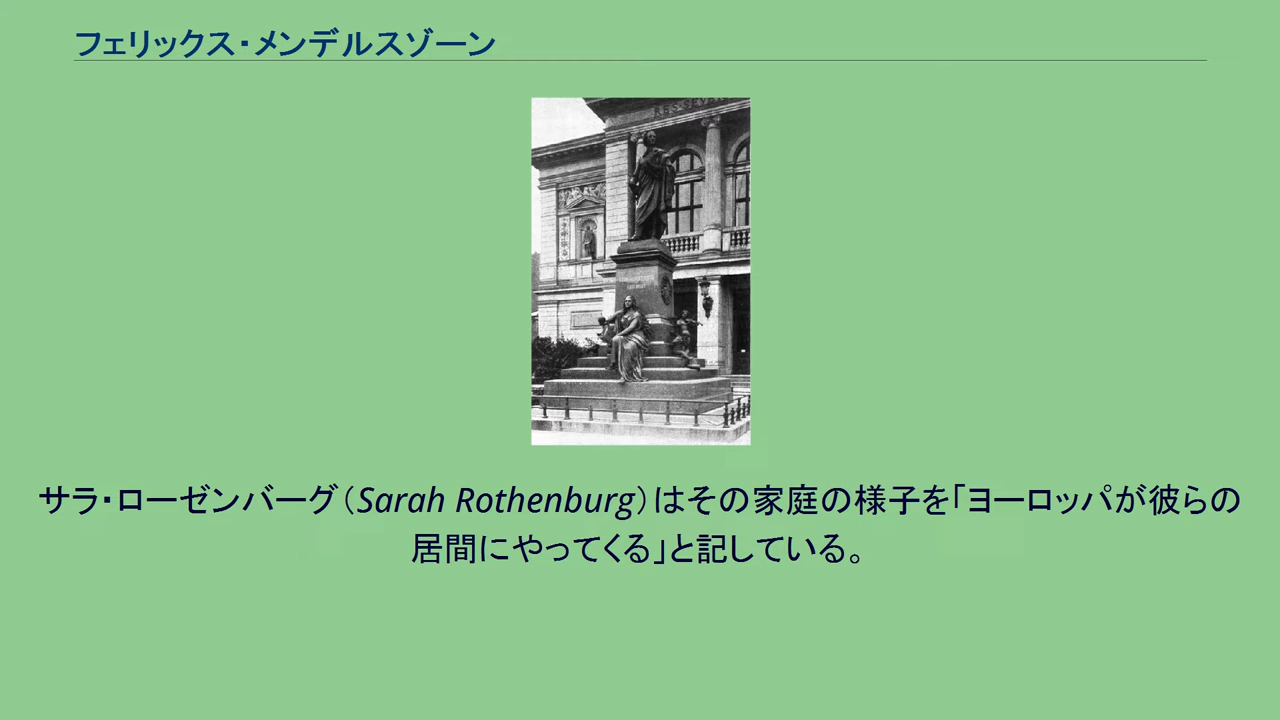 フェリックス・メンデルスゾーン
サラ・ローゼンバーグ（Sarah Rothenburg）はその家庭の様子を「ヨーロッパが彼らの
居間にやってくる」と記している。